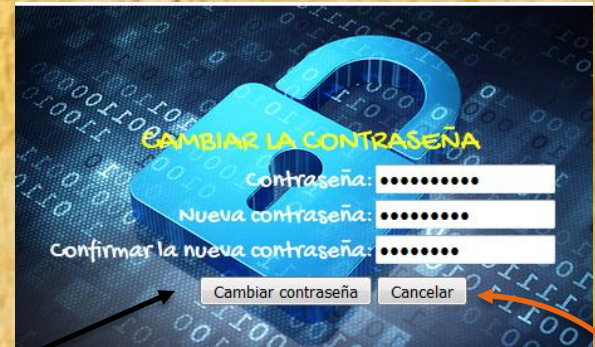 CAMBIAR LA CONTRASEÑA
Contraseña: ••••••••••
Nueva contraseña: •••••••••
Confirmar la nueva contraseña: ••••••••
Cambiar contraseña Cancelar